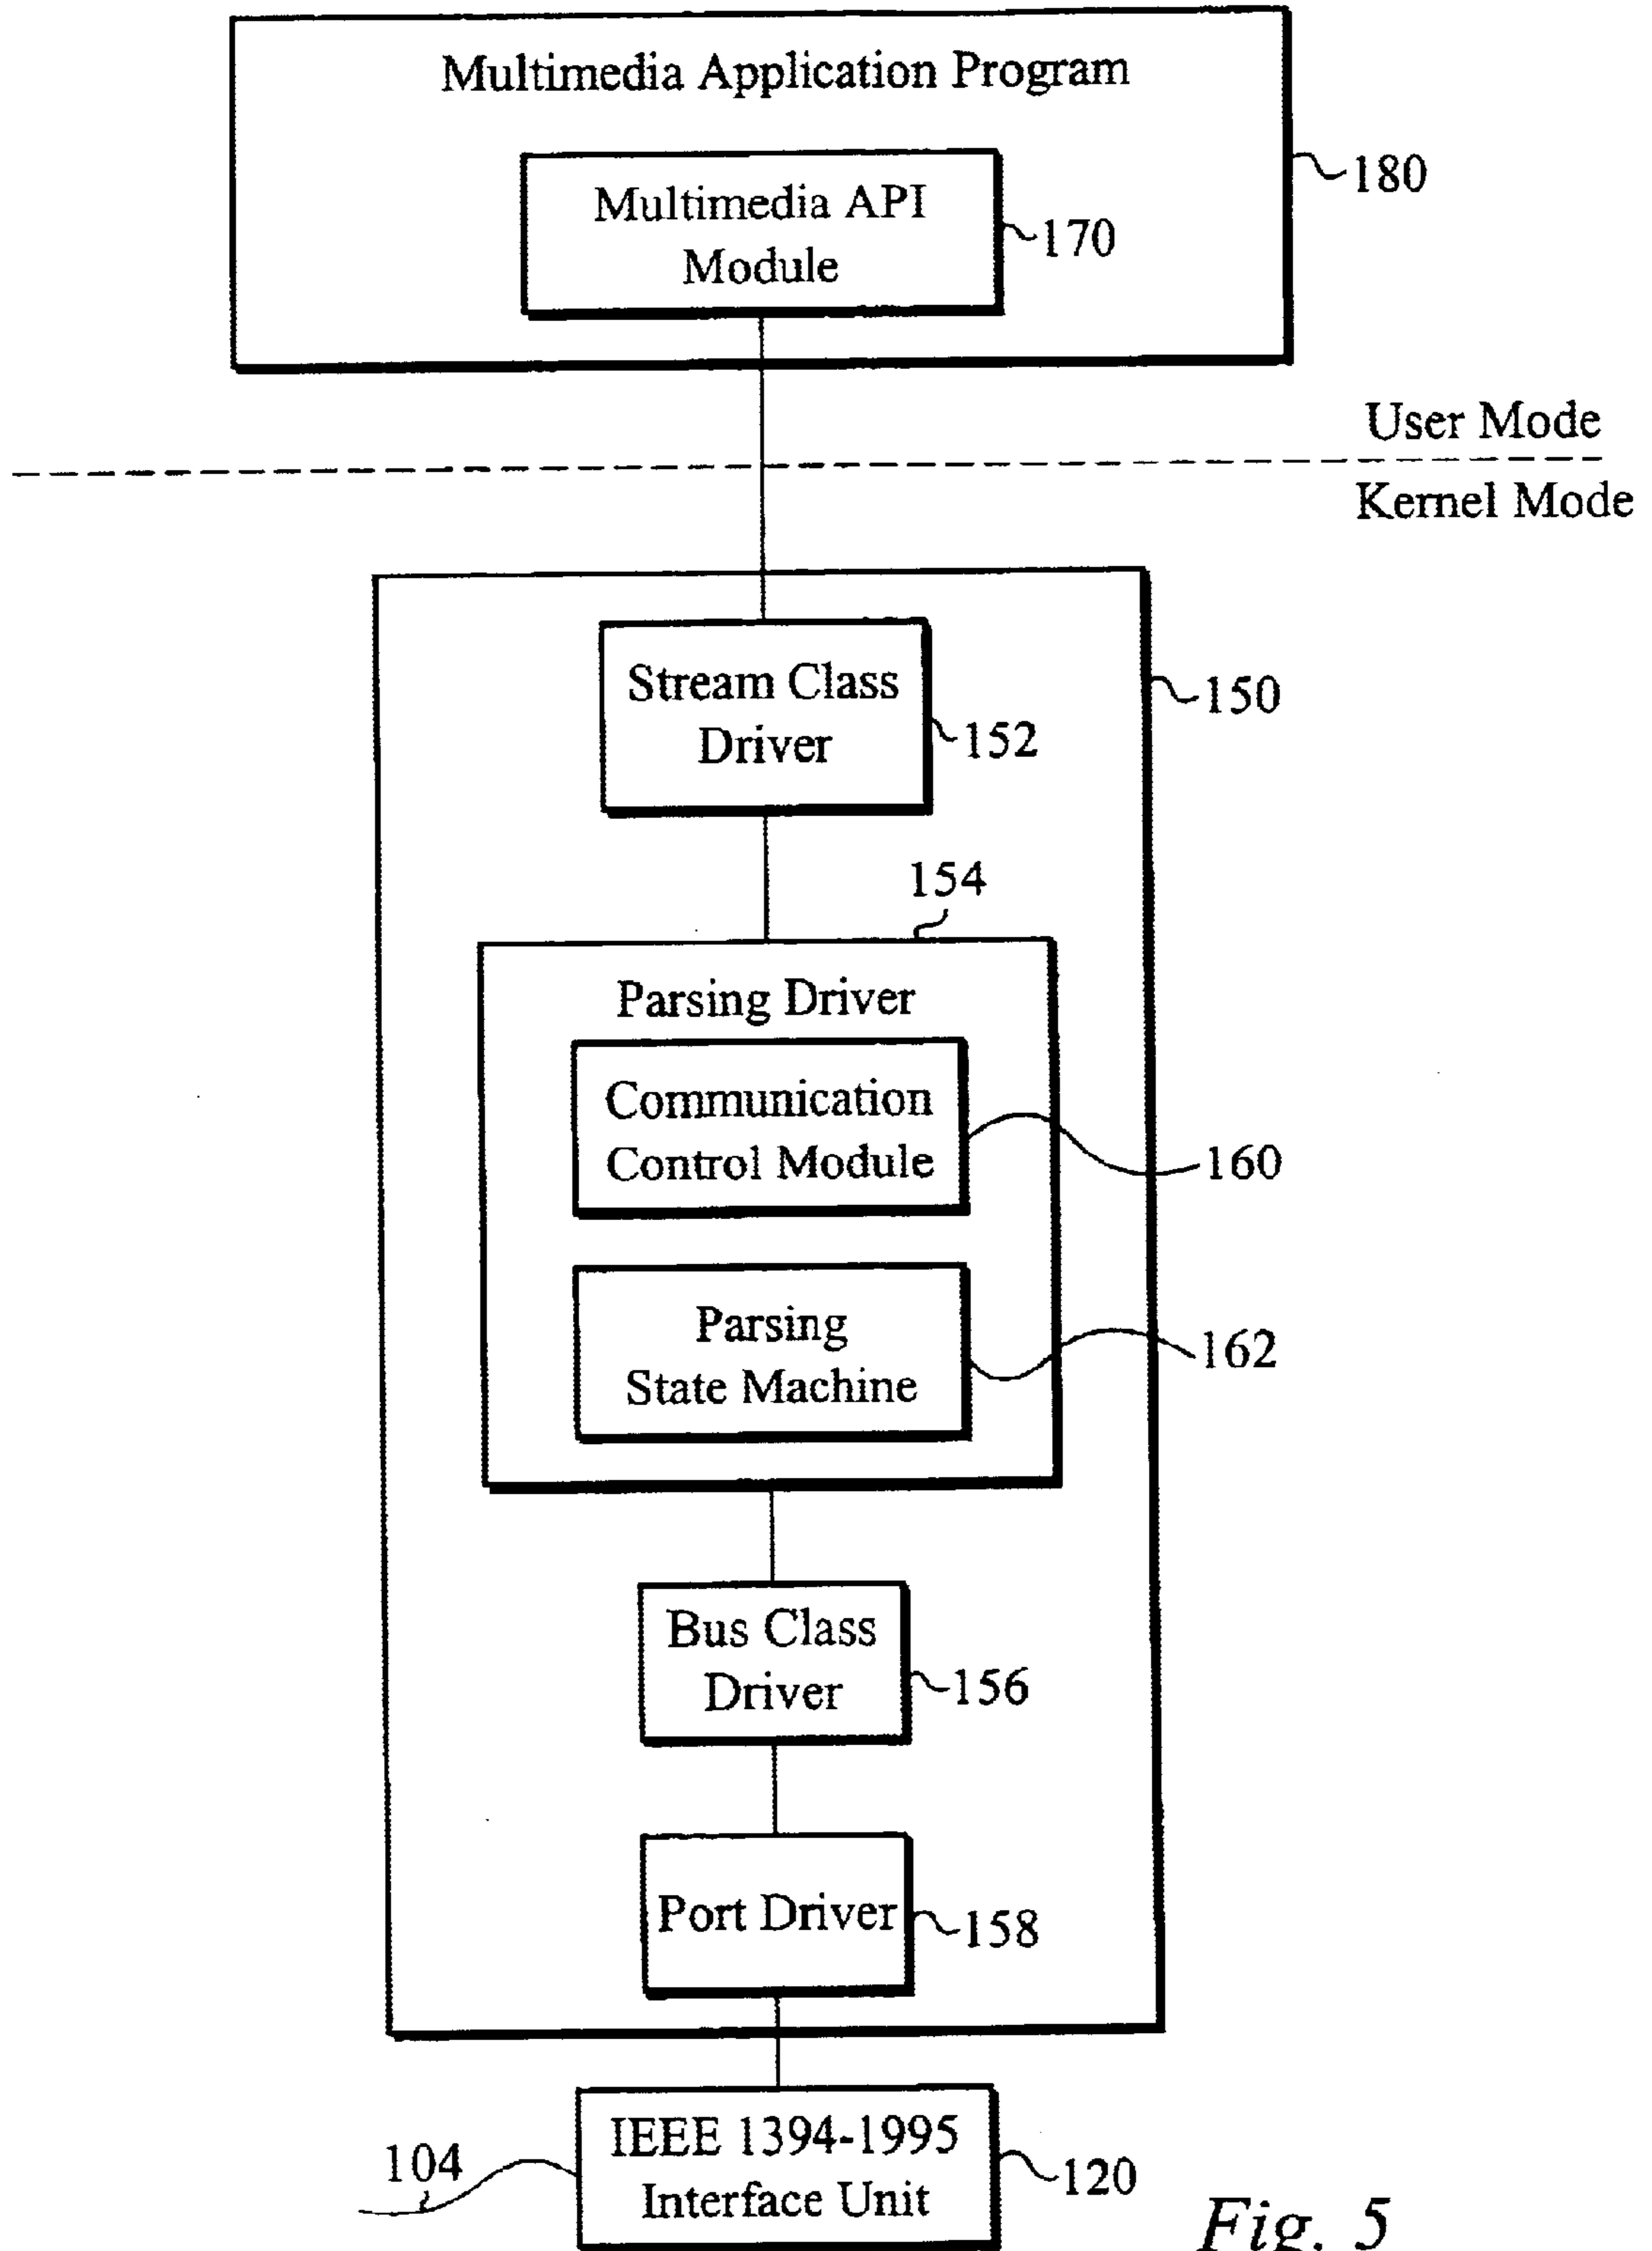 Multimedia Application Program
Multimedia API
Module
170
180
User Mode
Kernel Mode
Stream Class
Driver
152
150
154
Parsing Driver
Communication
Control Module
160
Parsing
State Machine
162
Bus Class
Driver
156
Port Driver
158
IEEE 1394-1995
Interface Unit
104
120
Fig. 5